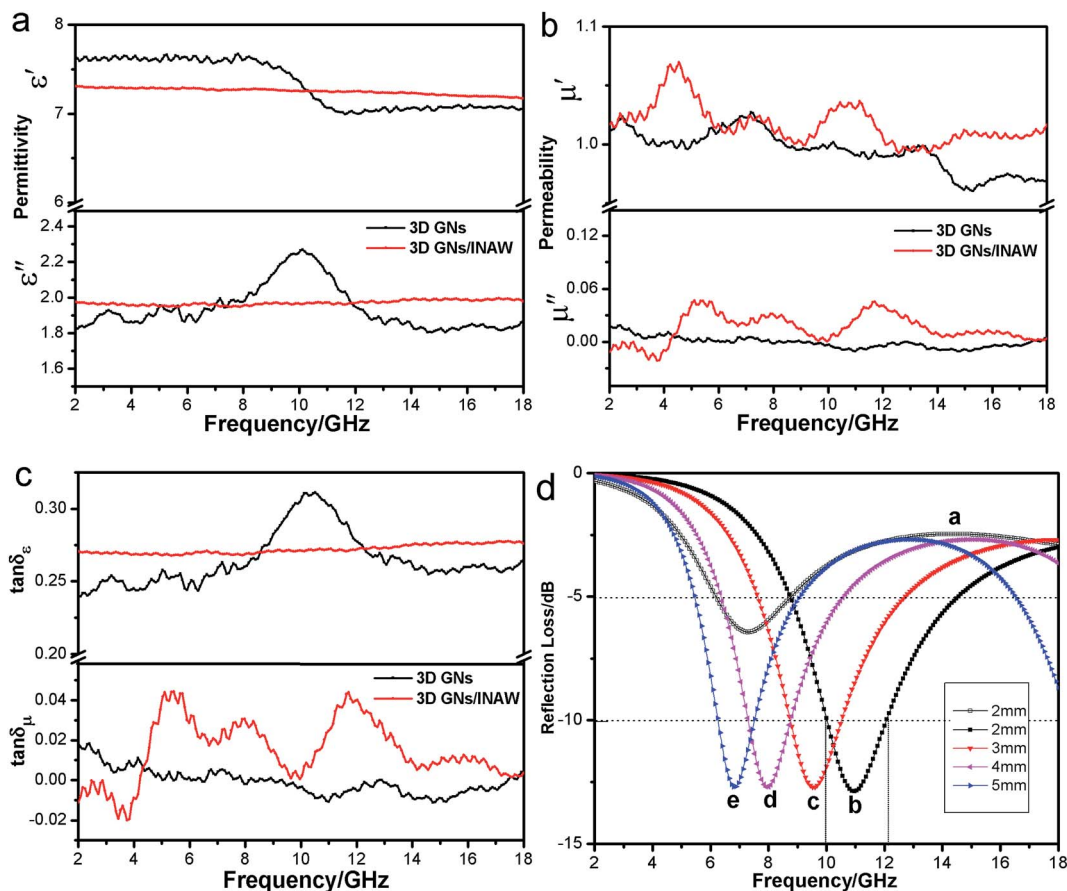 a
8
7
6
ε′
Permittivity
2.4
2.2
2.0
1.8
1.6
ε″
3D GNs
3D GNs/INAW
2 4 6 8 10 12 14 16 18
Frequency/GHz
b
1.1
1.0
μ′
Permeability
0.12
0.06
0.00
μ″
3D GNs
3D GNs/INAW
2 4 6 8 10 12 14 16 18
Frequency/GHz
c
0.30
0.25
0.20
tanδε
0.04
0.02
0.00
-0.02
tanδμ
3D GNs
3D GNs/INAW
2 4 6 8 10 12 14 16 18
Frequency/GHz
d
0
-5
-10
-15
Reflection Loss/dB
a
e d c b
2mm
2mm
3mm
4mm
5mm
2 4 6 8 10 12 14 16 18
Frequency/GHz